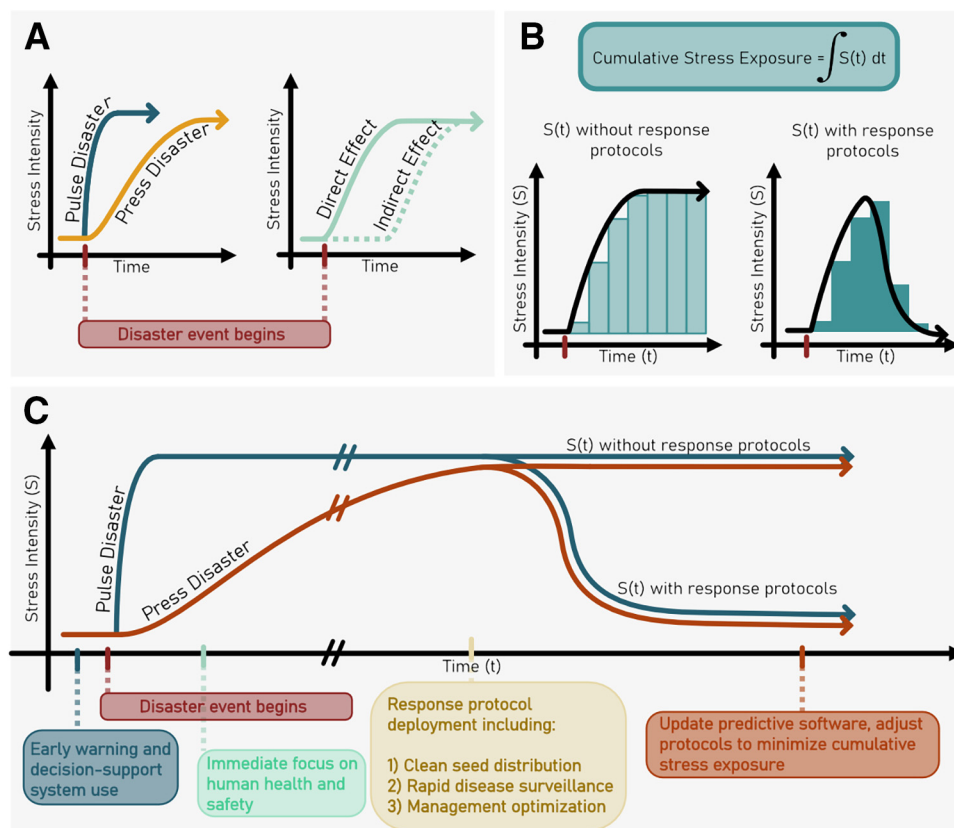 A
Stress Intensity
Pulse Disaster
Press Disaster
Time
Stress Intensity
Direct Effect
Indirect Effect
Time
Disaster event begins
B
Cumulative Stress Exposure =∫S(t) dt
S(t) without response
protocols
Stress Intensity (S)
Time (t)
S(t) with response
protocols
Stress Intensity (S)
Time (t)
C
Stress Intensity (S)
Pulse Disaster
Press Disaster
S(t) without response protocols
S(t) with response protocols
Time (t)
Disaster event begins
Early warning and
decision-support
system use
Immediate focus on
human health and
safety
Response protocol
deployment including:
1) Clean seed distribution
2) Rapid disease surveillance
3) Management optimization
Update predictive software, adjust
protocols to minimize cumulative
stress exposure